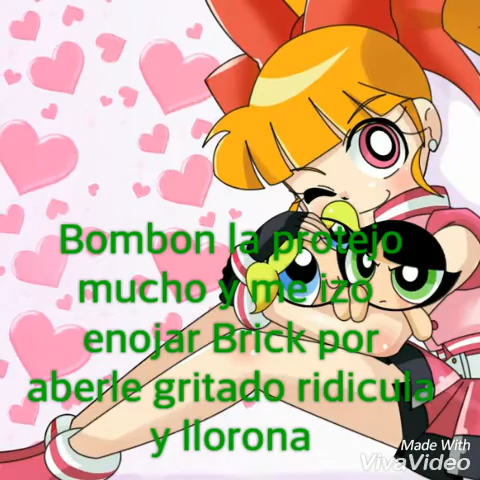 Bombon la protejo
mucho y me izo
enojar Brick por
aberle gritado ridicula
y llorona
Made With
VivaVideo